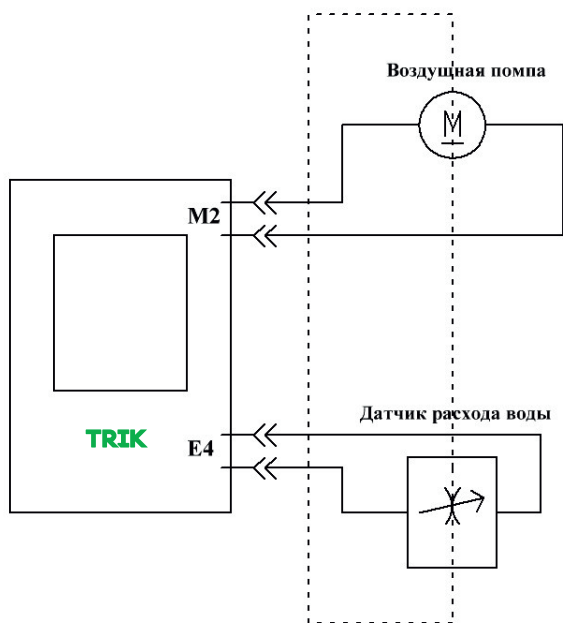 Воздушная помпа
M
M2
Датчик расхода воды
TRIK
E4